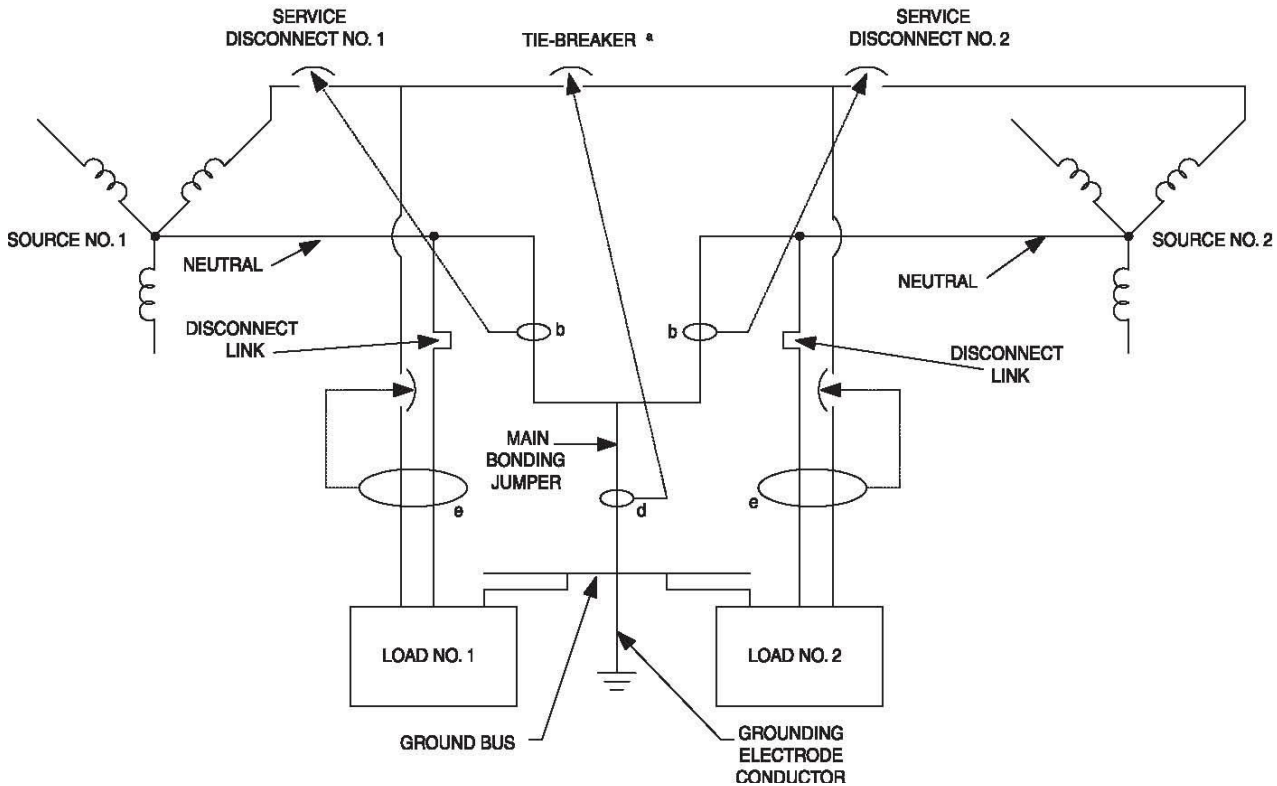 SERVICE
DISCONNECT NO. 1
TIE-BREAKER a
SERVICE
DISCONNECT NO. 2
SOURCE NO. 1
NEUTRAL
DISCONNECT
LINK
b
b
NEUTRAL
SOURCE NO. 2
DISCONNECT
LINK
MAIN
BONDING
JUMPER
e
d
e
LOAD NO. 1
LOAD NO. 2
GROUND BUS
GROUNDING
ELECTRODE
CONDUCTOR